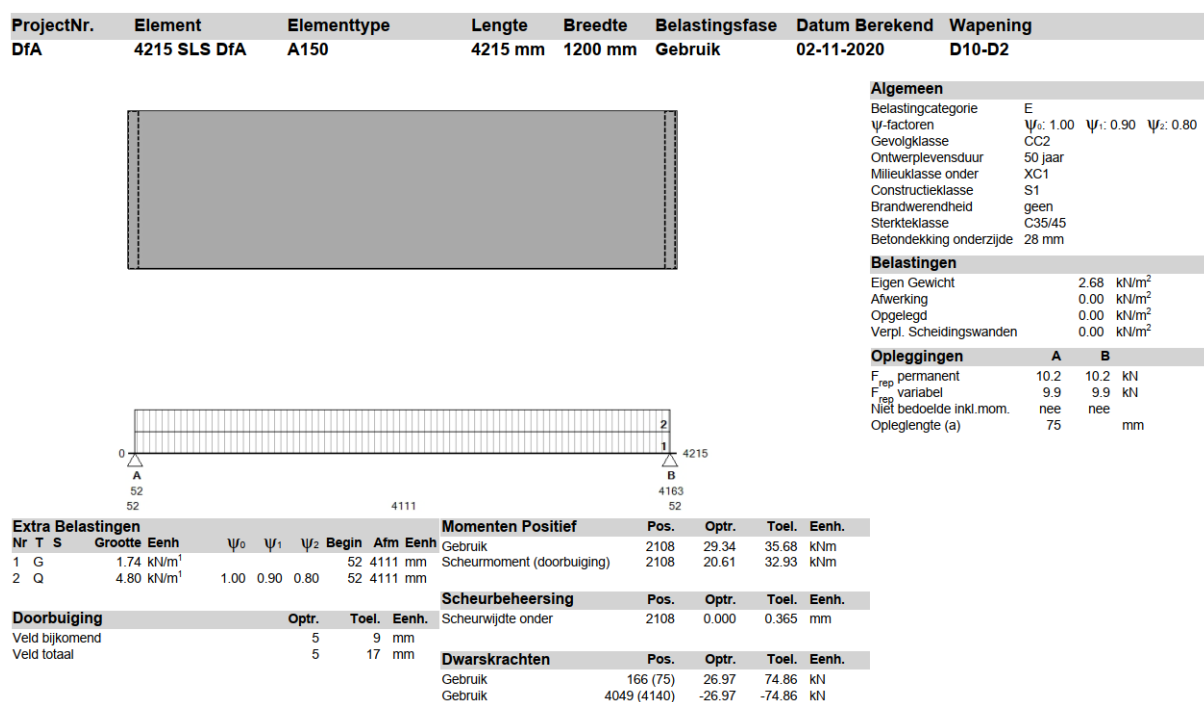 ProjectNr. Element Elementtype Lengte Breedte Belastingsfase Datum Berekend Wapening
DfA 4215 SLS DfA A150 4215 mm 1200 mm Gebruik 02-11-2020 D10-D2
Algemeen
Belastingcategorie E
Ψ-factoren Ψ₀: 1.00 Ψ₁: 0.90 Ψ₂: 0.80
Gevolgklasse CC2
Ontwerplevensduur 50 jaar
Milieuklasse onder XC1
Constructieklasse S1
Brandwerendheid geen
Sterkteklasse C35/45
Betondekking onderzijde 28 mm
Belastingen
Eigen Gewicht 2.68 kN/m²
Afwerking 0.00 kN/m²
Opgelegd 0.00 kN/m²
Verpl. Scheidingswanden 0.00 kN/m²
Opleggingen A B
F_rep permanent 10.2 10.2 kN
F_rep variabel 9.9 9.9 kN
Niet bedoelde inkl.mom. nee nee
Opleglengte (a) 75 mm
2
1
0 4215
A B
52 4163
52 4111 52
Extra Belastingen
Nr T S Grootte Eenh Ψ₀ Ψ₁ Ψ₂ Begin Afm Eenh
1 G 1.74 kN/m¹ 52 4111 mm
2 Q 4.80 kN/m¹ 1.00 0.90 0.80 52 4111 mm
Doorbuiging Optr. Toel. Eenh.
Veld bijkomend 5 9 mm
Veld totaal 5 17 mm
Momenten Positief Pos. Optr. Toel. Eenh.
Gebruik 2108 29.34 35.68 kNm
Scheurmoment (doorbuiging) 2108 20.61 32.93 kNm
Scheurbeheersing Pos. Optr. Toel. Eenh.
Scheurwijdte onder 2108 0.000 0.365 mm
Dwarskrachten Pos. Optr. Toel. Eenh.
Gebruik 166 (75) 26.97 74.86 kN
Gebruik 4049 (4140) -26.97 -74.86 kN